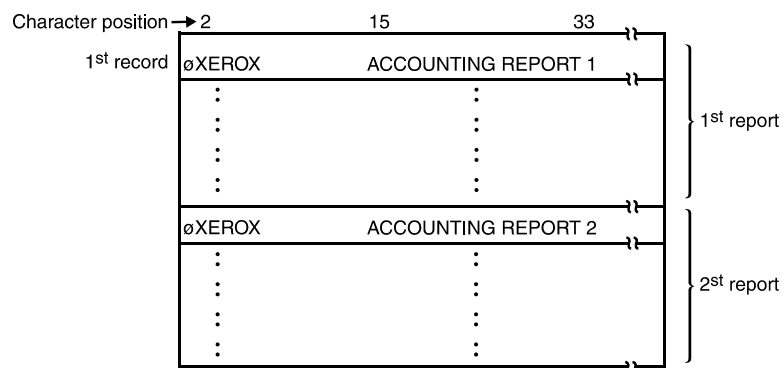 Character position → 2 15 33
1st record øXEROX ACCOUNTING REPORT 1
1st report
øXEROX ACCOUNTING REPORT 2
2st report